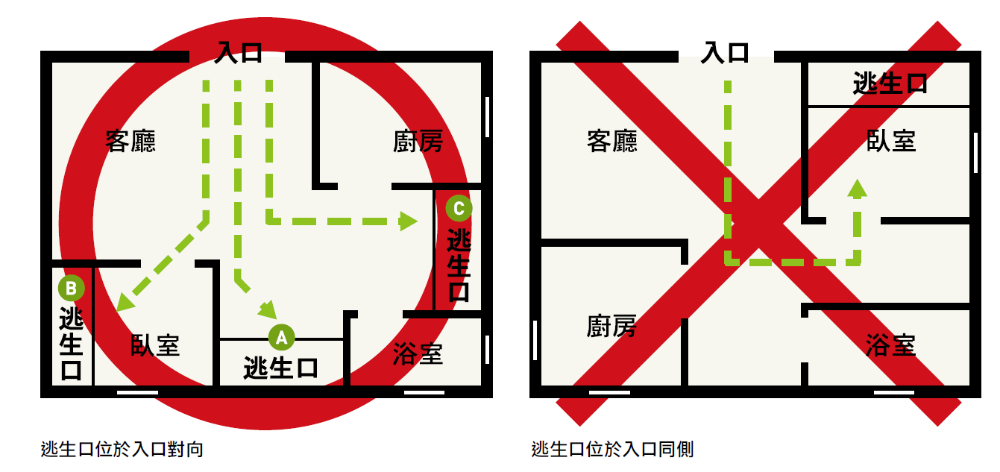 入口
客廳
廚房
C
逃生口
B
逃生口
臥室
A
逃生口
浴室
逃生口位於入口對向
入口
逃生口
客廳
臥室
廚房
浴室
逃生口位於入口同側